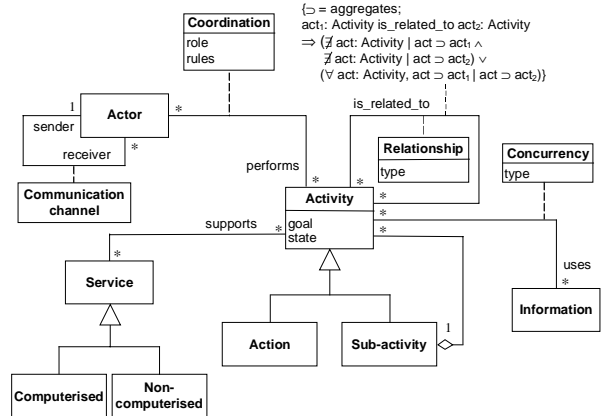 {⊃ = aggregates;
act₁: Activity is_related_to act₂: Activity
⇒ (∄ act: Activity | act ⊃ act₁ ∧
∄ act: Activity | act ⊃ act₂) ∨
(∀ act: Activity, act ⊃ act₁ | act ⊃ act₂)}
Coordination
role
rules
1
Actor
*
sender
receiver
*
is_related_to
Communication
channel
performs
*
*
Relationship
type
Concurrency
type
Activity
goal
state
*
*
*
supports
*
*
Service
uses
*
Information
Action
Sub-activity
1
Computerised
Non-
computerised